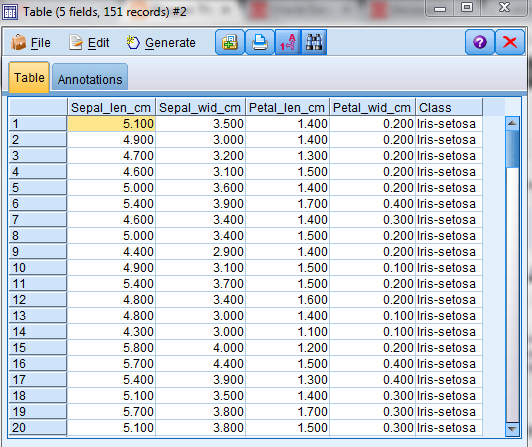 Table (5 fields, 151 records) #2
File Edit Generate
Table Annotations
Sepal_len_cm Sepal_wid_cm Petal_len_cm Petal_wid_cm Class
1 5.100 3.500 1.400 0.200 Iris-setosa
2 4.900 3.000 1.400 0.200 Iris-setosa
3 4.700 3.200 1.300 0.200 Iris-setosa
4 4.600 3.100 1.500 0.200 Iris-setosa
5 5.000 3.600 1.400 0.200 Iris-setosa
6 5.400 3.900 1.700 0.400 Iris-setosa
7 4.600 3.400 1.400 0.300 Iris-setosa
8 5.000 3.400 1.500 0.200 Iris-setosa
9 4.400 2.900 1.400 0.200 Iris-setosa
10 4.900 3.100 1.500 0.100 Iris-setosa
11 5.400 3.700 1.500 0.200 Iris-setosa
12 4.800 3.400 1.600 0.200 Iris-setosa
13 4.800 3.000 1.400 0.100 Iris-setosa
14 4.300 3.000 1.100 0.100 Iris-setosa
15 5.800 4.000 1.200 0.200 Iris-setosa
16 5.700 4.400 1.500 0.400 Iris-setosa
17 5.400 3.900 1.300 0.400 Iris-setosa
18 5.100 3.500 1.400 0.300 Iris-setosa
19 5.700 3.800 1.700 0.300 Iris-setosa
20 5.100 3.800 1.500 0.300 Iris-setosa